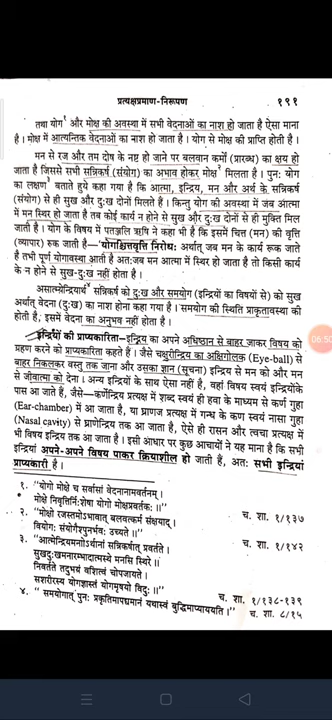 प्रत्यक्षप्रमाण-निरूपण १९१
तथा योग¹ और मोक्ष की अवस्था में सभी वेदनाओं का नाश हो जाता है ऐसा माना
है। मोक्ष में आत्यन्तिक वेदनाओं का नाश हो जाता है। योग से मोक्ष की प्राप्ति होती है।
मन से रज और तम दोष के नष्ट हो जाने पर बलवान कर्मों (प्रारब्ध) का क्षय हो
जाता है जिससे सभी सन्निकर्ष (संयोग) का अभाव होकर मोक्ष² मिलता है। पुनः योग
का लक्षण³ बताते हुये कहा गया है कि आत्मा, इन्द्रिय, मन और अर्थ के सन्निकर्ष
(संयोग) से ही सुख और दुःख दोनों मिलते हैं। किन्तु योग की अवस्था में जब आत्मा
में मन स्थिर हो जाता है तब कोई कार्य न होने से सुख और दुःख दोनों से ही मुक्ति मिल
जाती है। योग के विषय में पतञ्जलि ऋषि ने कहा भी है कि इसमें चित्त (मन) की वृत्ति
(व्यापार) रुक जाती है—'योगश्चित्तवृत्ति निरोधः अर्थात् जब मन के कार्य रूक जाते
है तभी पूर्ण योगावस्था आती है अतःजब मन आत्मा में स्थिर हो जाता है तो किसी कार्य
के न होने से सुख-दुःख नहीं होता है।
असात्म्येन्द्रियार्थ सन्निकर्ष को दुःख और समयोग (इन्द्रियों का विषयों से) को सुख
अर्थात् वेदना (दुःख) का नाश होना कहा गया है। समयोग की स्थिति प्राकृतावस्था की
होती है,⁴ इसमें वेदना का अनुभव नहीं होता है।
इन्द्रियों की प्राप्यकारिता- इन्द्रिय का अपने अधिष्ठान से बाहर जाकर विषय को
ग्रहण करने को प्राप्यकारिता कहते हैं। जैसे चक्षुरीन्द्रिय का अक्षिगोलक (Eye-ball) से
बाहर निकलकर वस्तु तक जाना और उसका ज्ञान (सूचना) इन्द्रिय से मन को और मन
से जीवात्मा को देना। अन्य इन्द्रियों के साथ ऐसा नहीं है, वहां विषय स्वयं इन्द्रियोंके
पास आ जाते हैं, जैसे—कर्णेन्द्रिय प्रत्यक्ष में शब्द स्वयं ही हवा के माध्यम से कर्ण गुहा
(Ear-chamber) में आ जाता है, या प्राणज प्रत्यक्ष में गन्ध के कण स्वयं नासा गुहा
(Nasal cavity) से घ्राणेन्द्रिय तक आ जाता है, ऐसे ही रासन और त्वचा प्रत्यक्ष में
भी विषय इन्द्रिय तक आ जाता है। इसी आधार पर कुछ आचार्यों ने यह माना है कि सभी
इन्द्रियां अपने-अपने विषय पाकर क्रियाशील हो जाती हैं, अतः सभी इन्द्रियां
प्राप्यकारी है।
१. "योगो मोक्षे च सर्वासां वेदनानामवर्तनम्।
मोक्षे निवृत्तिर्निःशेषा योगो मोक्षप्रवर्तकः।।" च. शा. १/१३७
२. "मोक्षो रजस्तमोऽभावात् बलवत्कर्म संक्षयाद्।
वियोगः संयोगैरपुनर्भवः उच्यते।।" च. शा. १/१४२
३. "आत्मेन्द्रियमनोऽर्थानां सन्निकर्षात् प्रवर्तते।
सुखदुःखमनारम्भादात्मस्थे मनसि स्थिरे।।
निवर्तते तदुभयं वशित्वं चोपजायते।
सशरीरस्य योगज्ञास्तं योगमृषयो विदुः।।" च. शा. १/१३८-१३९
४. " समयोगात् पुनः प्रकृतिमापद्यमानं यथास्वं बुद्धिमाप्याययति।" च. शा. ८/१५
06:50